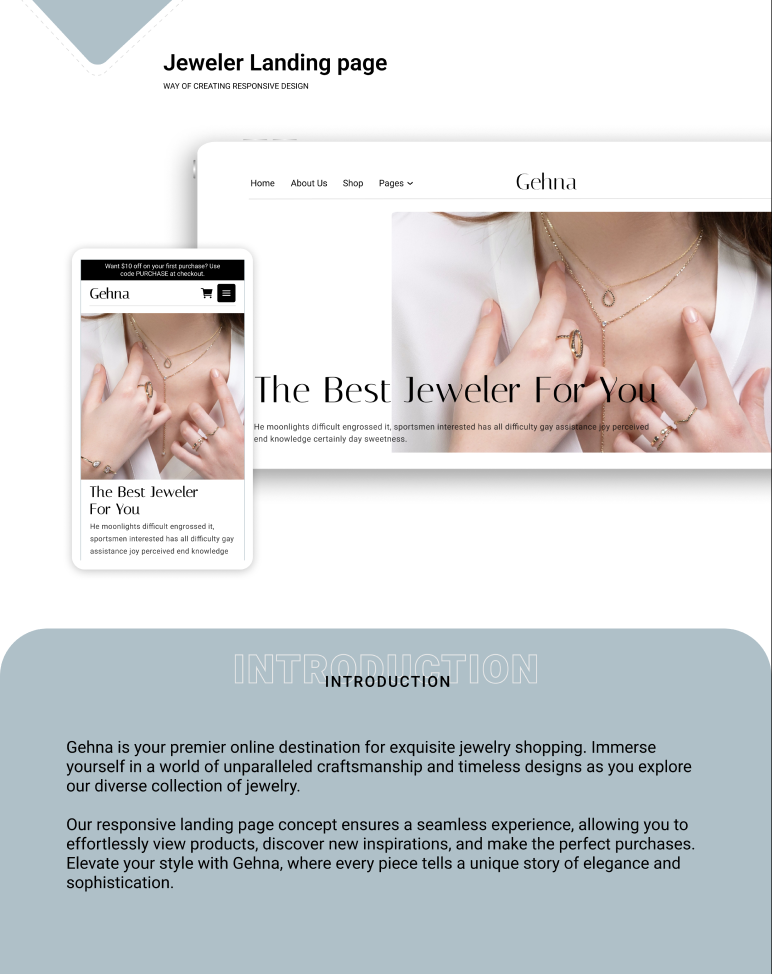 Jeweler Landing page
WAY OF CREATING RESPONSIVE DESIGN
Home About Us Shop Pages Gehna
The Best Jeweler For You
He moonlights difficult engrossed it, sportsmen interested has all difficulty gay assistance joy perceived
end knowledge certainly day sweetness.
Want $10 off on your first purchase? Use
code PURCHASE at checkout.
Gehna
The Best Jeweler
For You
He moonlights difficult engrossed it,
sportsmen interested has all difficulty gay
assistance joy perceived end knowledge
INTRODUCTION
INTRODUCTION
Gehna is your premier online destination for exquisite jewelry shopping. Immerse
yourself in a world of unparalleled craftsmanship and timeless designs as you explore
our diverse collection of jewelry.
Our responsive landing page concept ensures a seamless experience, allowing you to
effortlessly view products, discover new inspirations, and make the perfect purchases.
Elevate your style with Gehna, where every piece tells a unique story of elegance and
sophistication.